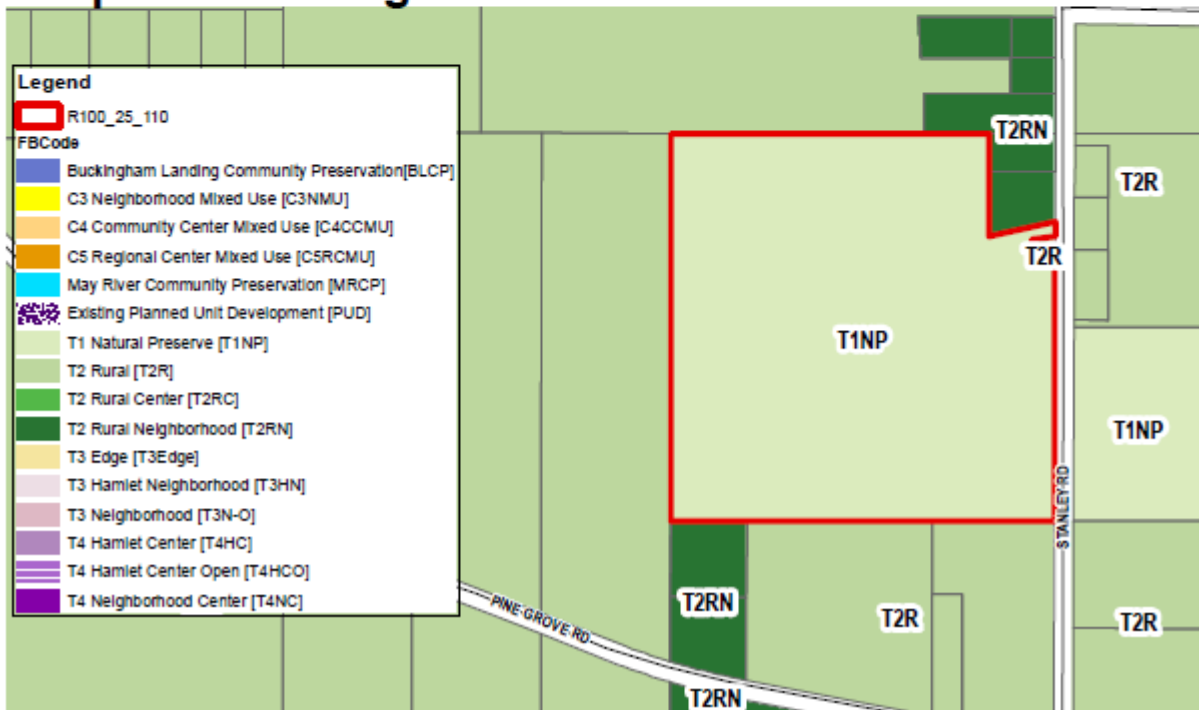 Legend
R100_25_110
FBCode
Buckingham Landing Community Preservation[BLCP]
C3 Neighborhood Mixed Use [C3NMU]
C4 Community Center Mixed Use [C4CCMU]
C5 Regional Center Mixed Use [C5RCMU]
May River Community Preservation [MRCP]
Existing Planned Unit Development [PUD]
T1 Natural Preserve [T1NP]
T2 Rural [T2R]
T2 Rural Center [T2RC]
T2 Rural Neighborhood [T2RN]
T3 Edge [T3Edge]
T3 Hamlet Neighborhood [T3HN]
T3 Neighborhood [T3N-O]
T4 Hamlet Center [T4HC]
T4 Hamlet Center Open [T4HCO]
T4 Neighborhood Center [T4NC]
T2RN
T2R
T2R
T1NP
T1NP
STANLEY RD
PINE GROVE RD
T2RN
T2R
T2R
T2RN